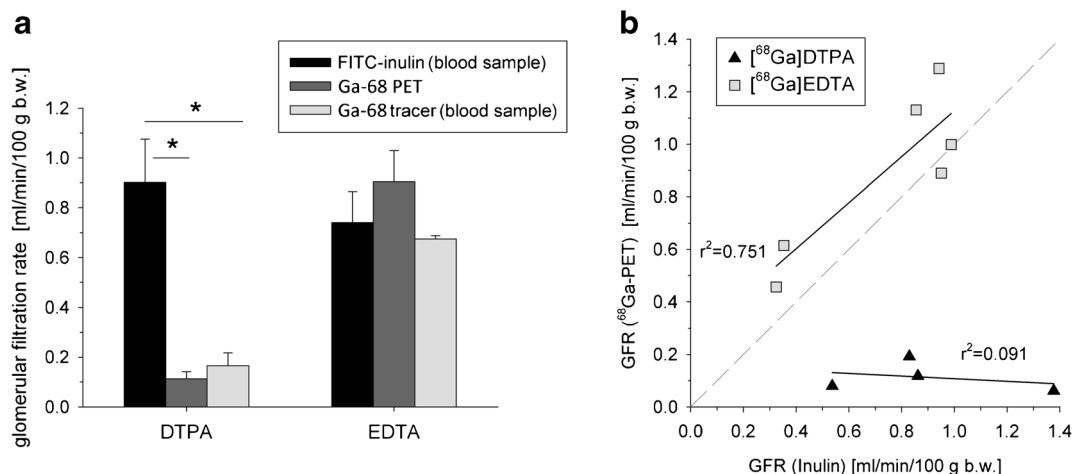 a
FITC-inulin (blood sample)
Ga-68 PET
Ga-68 tracer (blood sample)
glomerular filtration rate [ml/min/100 g b.w.]
1.2
1.0
0.8
0.6
0.4
0.2
0.0
*
*
DTPA
EDTA
b
[⁶⁸Ga]DTPA
[⁶⁸Ga]EDTA
GFR (⁶⁸Ga-PET) [ml/min/100 g b.w.]
1.4
1.2
1.0
0.8
0.6
0.4
0.2
0.0
r²=0.751
r²=0.091
0.0 0.2 0.4 0.6 0.8 1.0 1.2 1.4
GFR (Inulin) [ml/min/100 g b.w.]